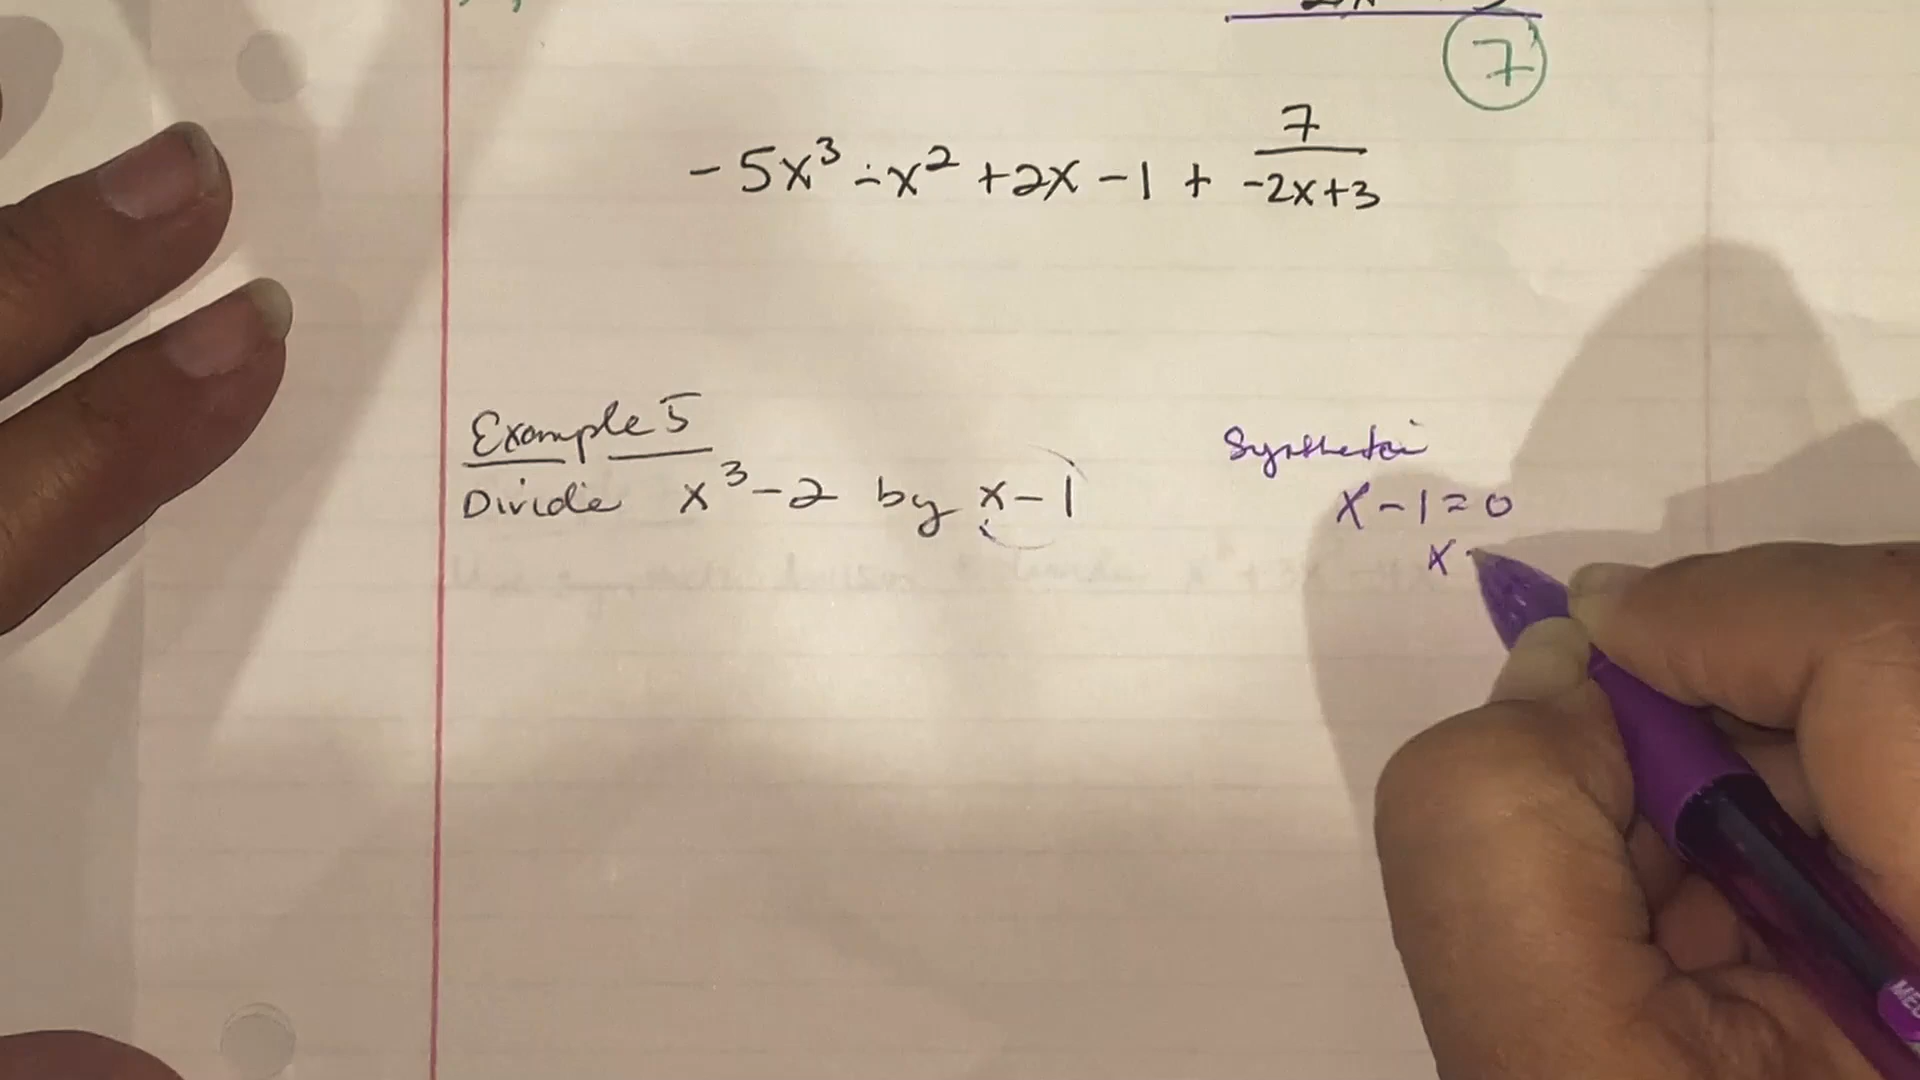 7
-5x³ - x² + 2x - 1 + 7/(-2x+3)
Example 5
Divide x³ - 2 by x - 1
Synthetic
x - 1 = 0
x